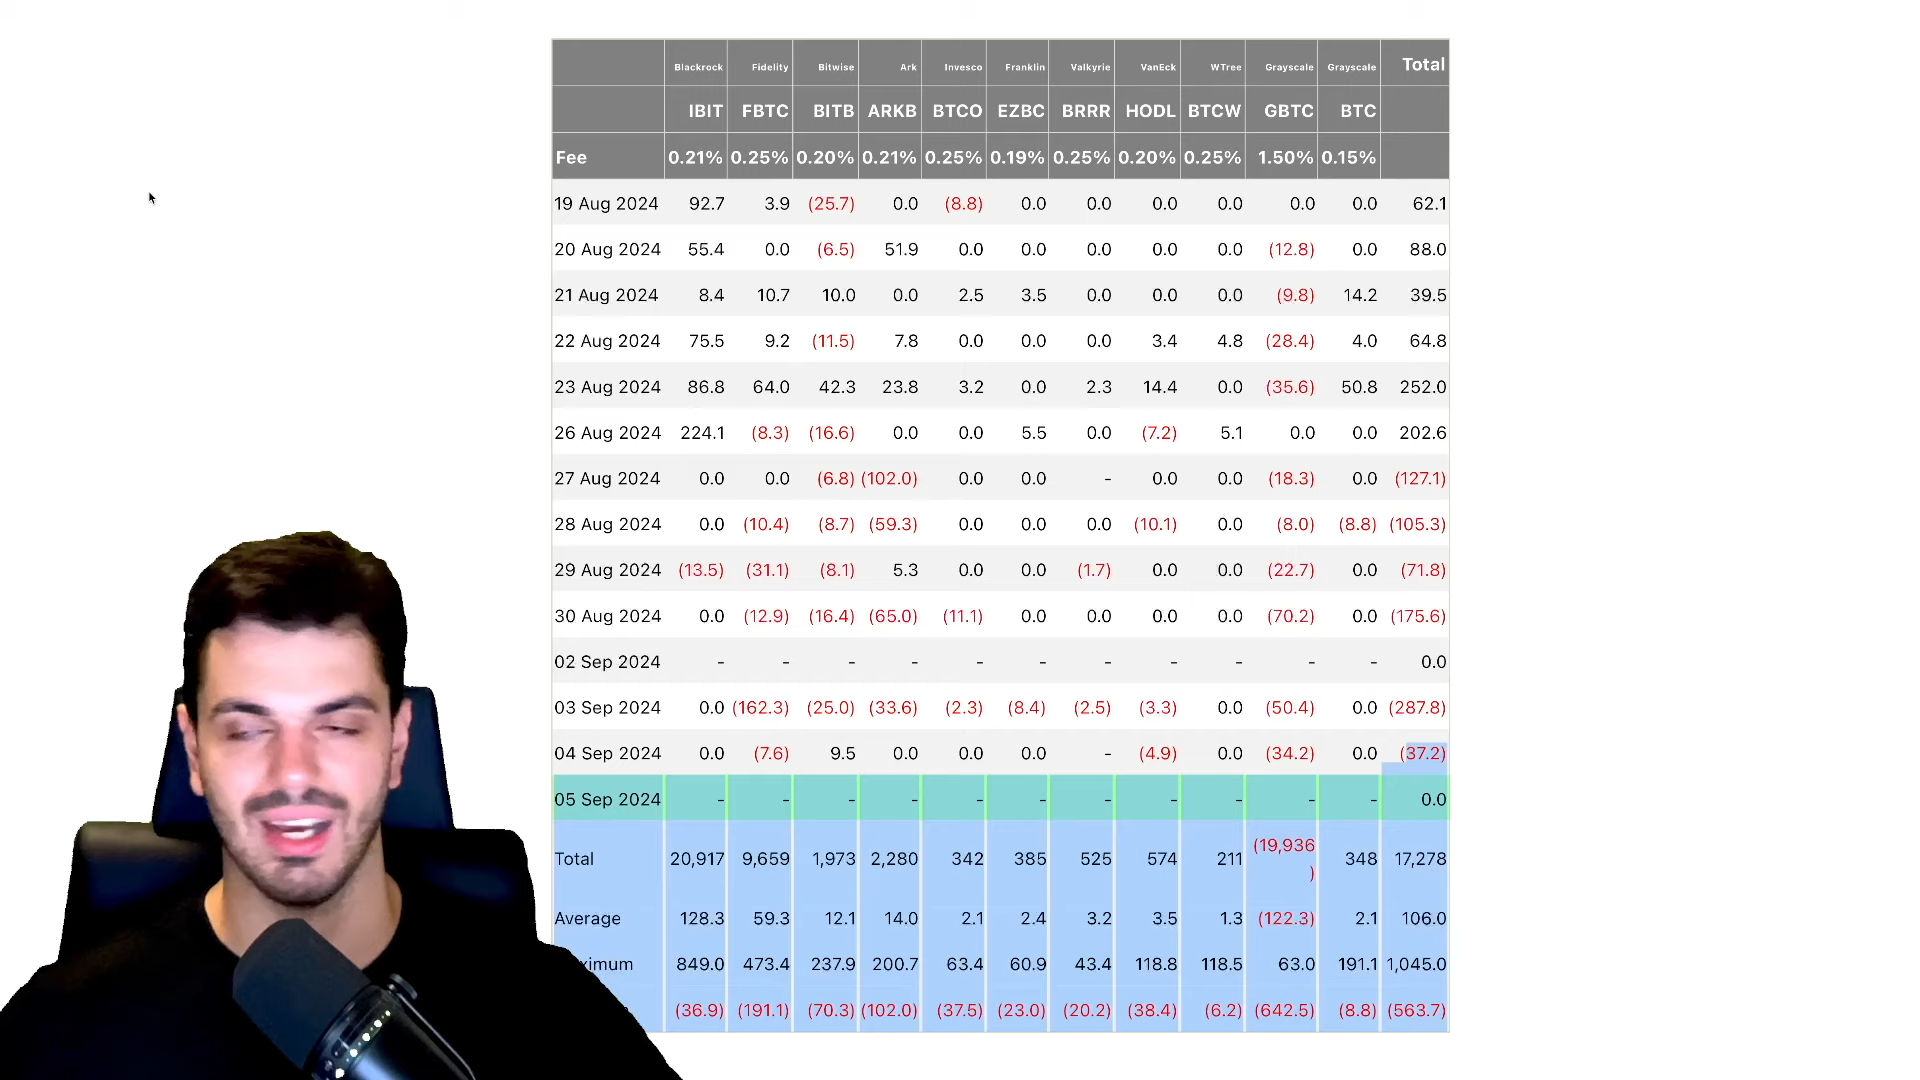 Blackrock Fidelity Bitwise Ark Invesco Franklin Valkyrie VanEck WTree Grayscale Grayscale Total
IBIT FBTC BITB ARKB BTCO EZBC BRRR HODL BTCW GBTC BTC
Fee 0.21% 0.25% 0.20% 0.21% 0.25% 0.19% 0.25% 0.20% 0.25% 1.50% 0.15%
19 Aug 2024 92.7 3.9 (25.7) 0.0 (8.8) 0.0 0.0 0.0 0.0 0.0 0.0 62.1
20 Aug 2024 55.4 0.0 (6.5) 51.9 0.0 0.0 0.0 0.0 0.0 (12.8) 0.0 88.0
21 Aug 2024 8.4 10.7 10.0 0.0 2.5 3.5 0.0 0.0 0.0 (9.8) 14.2 39.5
22 Aug 2024 75.5 9.2 (11.5) 7.8 0.0 0.0 0.0 3.4 4.8 (28.4) 4.0 64.8
23 Aug 2024 86.8 64.0 42.3 23.8 3.2 0.0 2.3 14.4 0.0 (35.6) 50.8 252.0
26 Aug 2024 224.1 (8.3) (16.6) 0.0 0.0 5.5 0.0 (7.2) 5.1 0.0 0.0 202.6
27 Aug 2024 0.0 0.0 (6.8) (102.0) 0.0 0.0 - 0.0 0.0 (18.3) 0.0 (127.1)
28 Aug 2024 0.0 (10.4) (8.7) (59.3) 0.0 0.0 0.0 (10.1) 0.0 (8.0) (8.8) (105.3)
29 Aug 2024 (13.5) (31.1) (8.1) 5.3 0.0 0.0 (1.7) 0.0 0.0 (22.7) 0.0 (71.8)
30 Aug 2024 0.0 (12.9) (16.4) (65.0) (11.1) 0.0 0.0 0.0 0.0 (70.2) 0.0 (175.6)
02 Sep 2024 - - - - - - - - - - - 0.0
03 Sep 2024 0.0 (162.3) (25.0) (33.6) (2.3) (8.4) (2.5) (3.3) 0.0 (50.4) 0.0 (287.8)
04 Sep 2024 0.0 (7.6) 9.5 0.0 0.0 0.0 - (4.9) 0.0 (34.2) 0.0 (37.2)
05 Sep 2024 - - - - - - - - - - - 0.0
Total 20,917 9,659 1,973 2,280 342 385 525 574 211 (19,936) 348 17,278
Average 128.3 59.3 12.1 14.0 2.1 2.4 3.2 3.5 1.3 (122.3) 2.1 106.0
ximum 849.0 473.4 237.9 200.7 63.4 60.9 43.4 118.8 118.5 63.0 191.1 1,045.0
(36.9) (191.1) (70.3) (102.0) (37.5) (23.0) (20.2) (38.4) (6.2) (642.5) (8.8) (563.7)